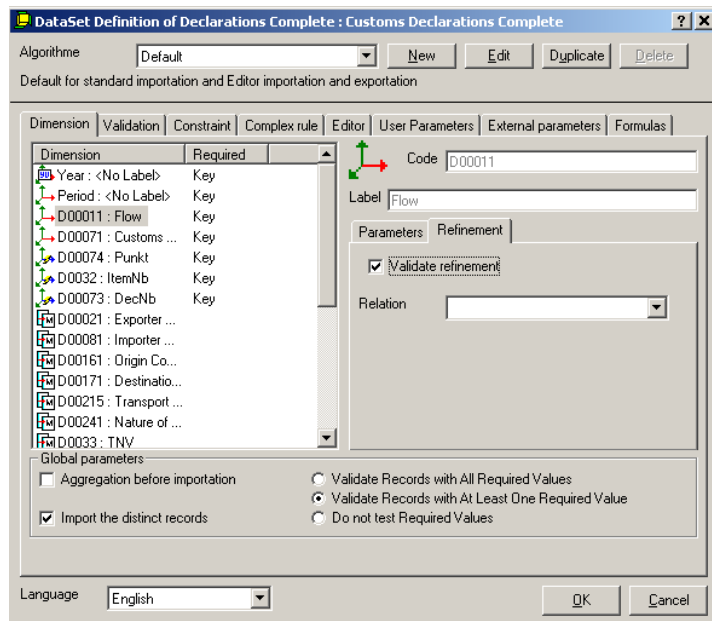 DataSet Definition of Declarations Complete : Customs Declarations Complete
Algorithme Default New Edit Duplicate Delete
Default for standard importation and Editor importation and exportation
Dimension Validation Constraint Complex rule Editor User Parameters External parameters Formulas
Dimension Required
Year : <No Label> Key
Period : <No Label> Key
D00011 : Flow Key
D00071 : Customs ... Key
D00074 : Punkt Key
D0032 : ItemNb Key
D00073 : DecNb Key
D00021 : Exporter ...
D00081 : Importer ...
D00161 : Origin Co...
D00171 : Destinatio...
D00215 : Transport ...
D00241 : Nature of ...
D0033 : TNV
Code D00011
Label Flow
Parameters Refinement
Validate refinement
Relation
Global parameters
Aggregation before importation
Import the distinct records
Validate Records with All Required Values
Validate Records with At Least One Required Value
Do not test Required Values
Language English OK Cancel